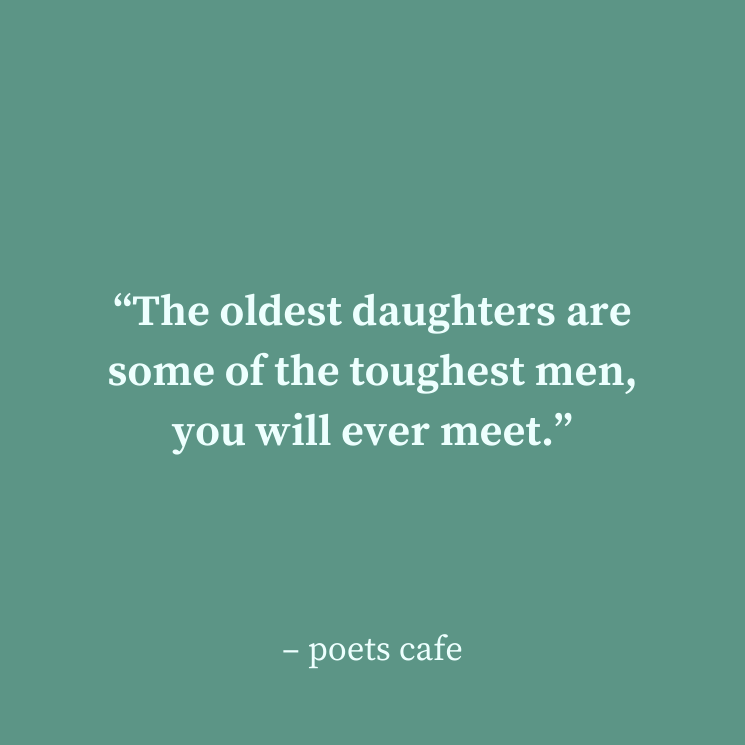 “The oldest daughters are
some of the toughest men,
you will ever meet.”
– poets cafe